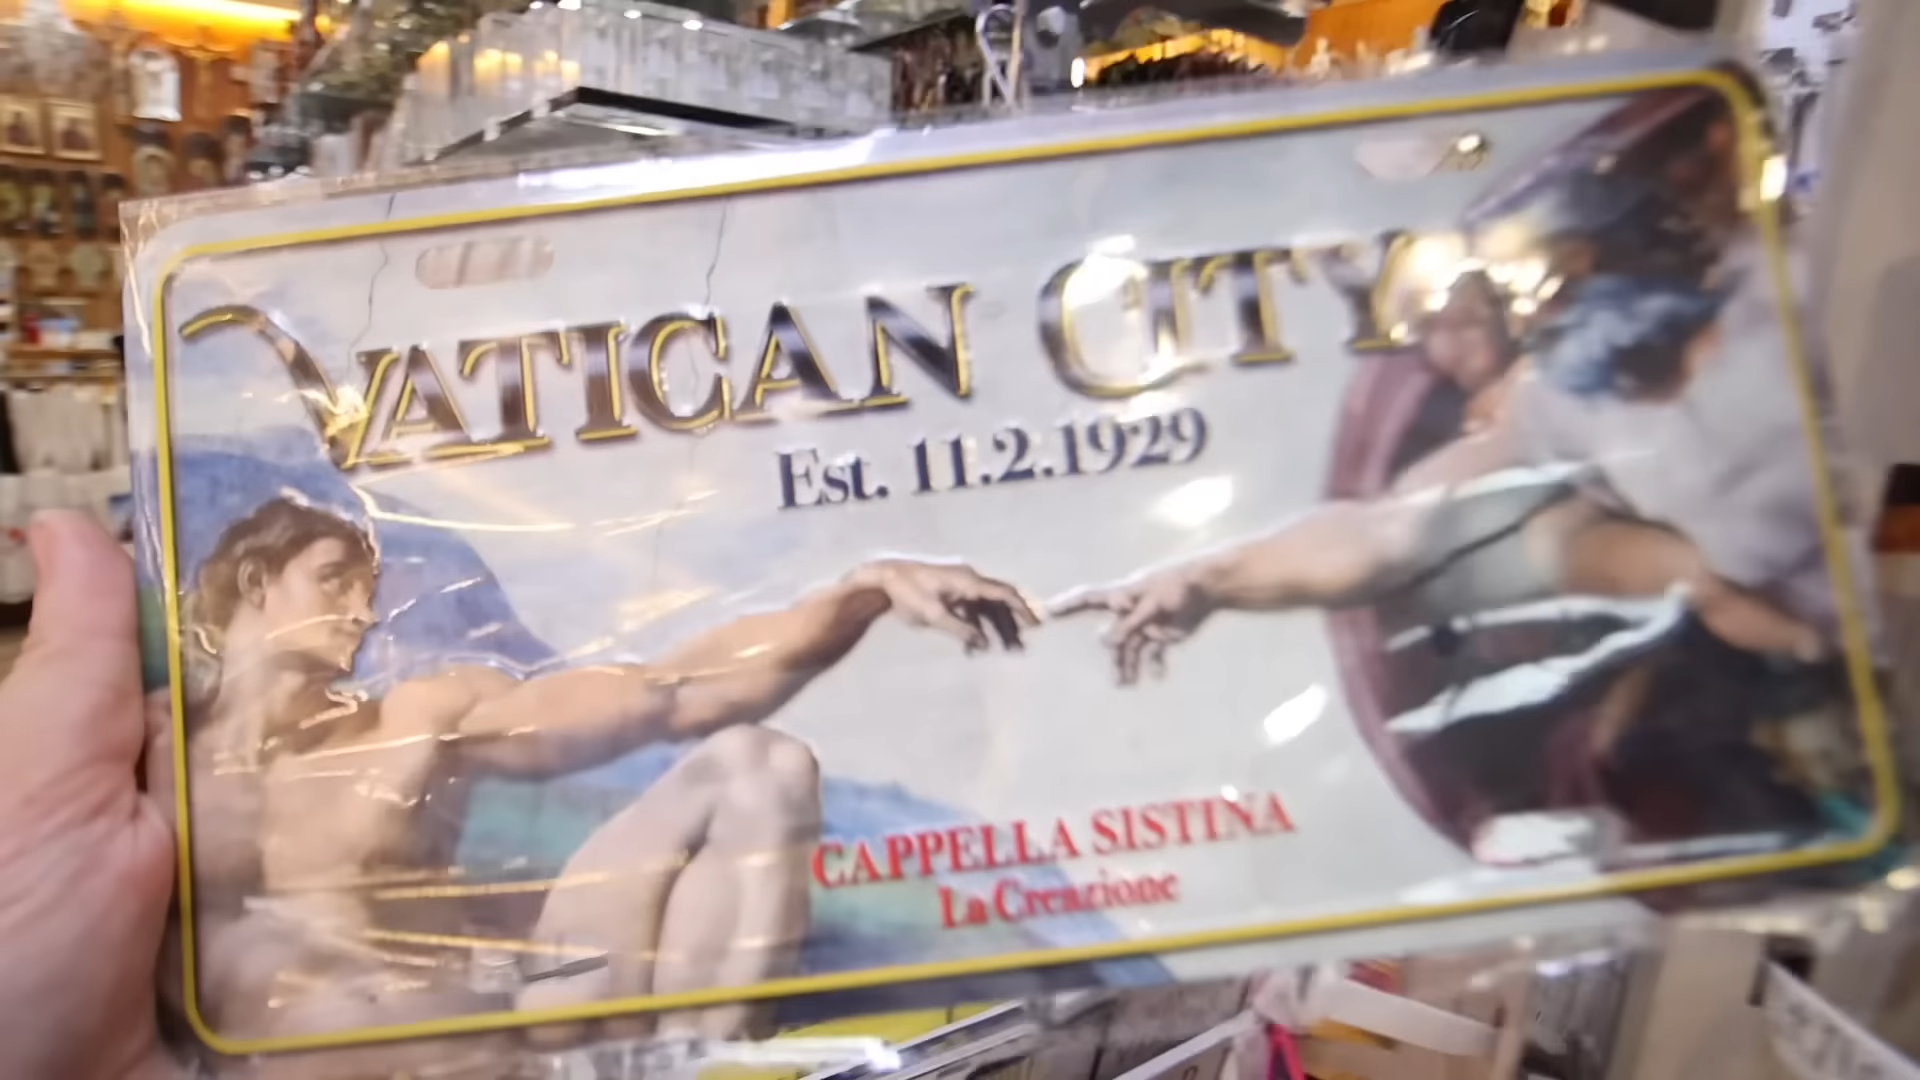 VATICAN CITY
Est. 11.2.1929
CAPPELLA SISTINA
La Creazione